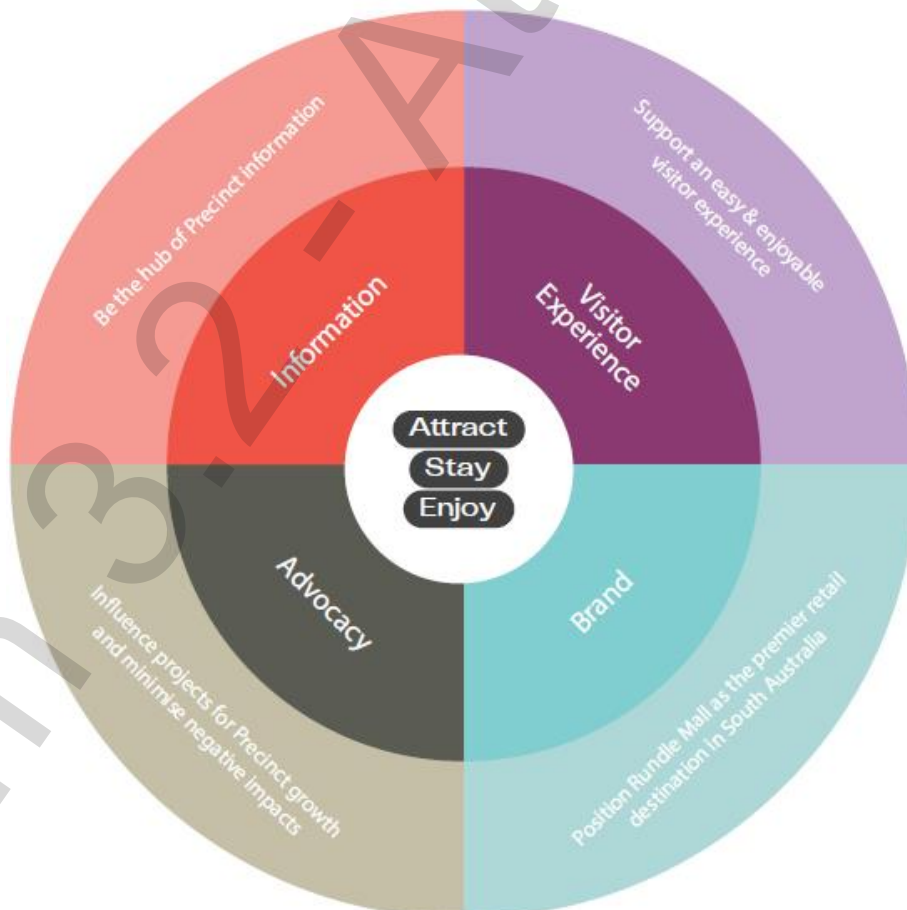 Be the hub of Precinct information
Support an easy & enjoyable
visitor experience
Information
Visitor
Experience
Attract
Stay
Enjoy
Advocacy
Brand
Influence projects for Precinct growth
and minimise negative impacts
Position Rundle Mall as the premier retail
destination in South Australia
3.2 - A